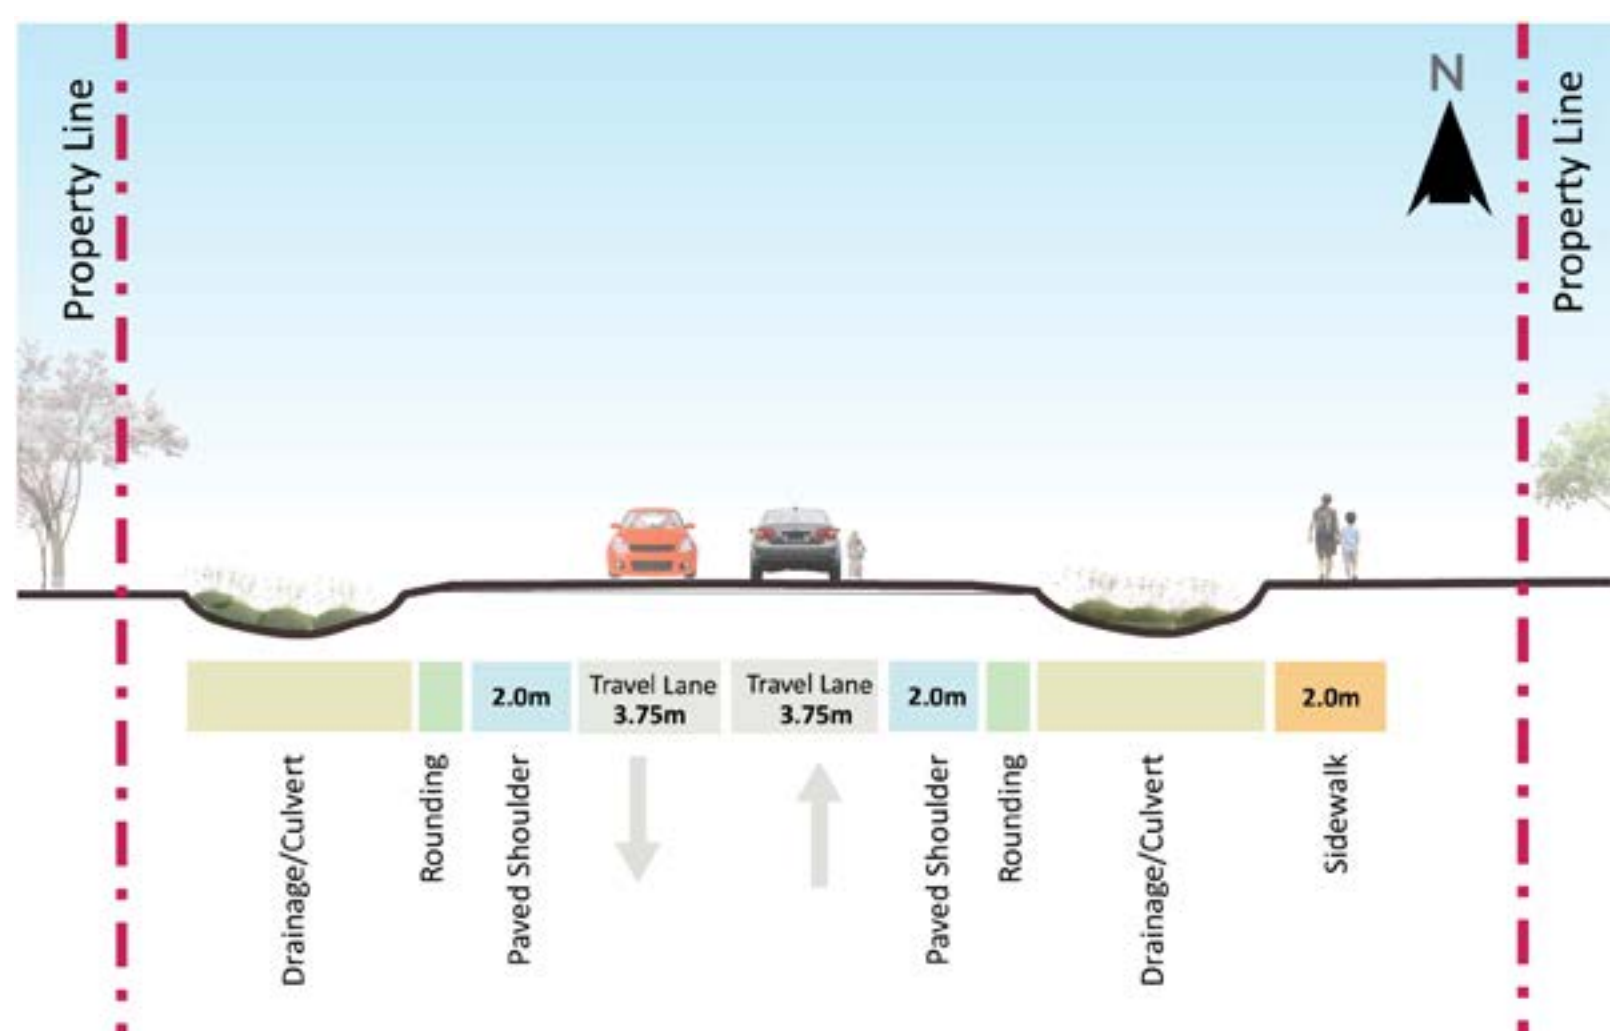 Property Line
N
Property Line
2.0m
Travel Lane
3.75m
Travel Lane
3.75m
2.0m
2.0m
Drainage/Culvert
Rounding
Paved Shoulder
Paved Shoulder
Rounding
Drainage/Culvert
Sidewalk